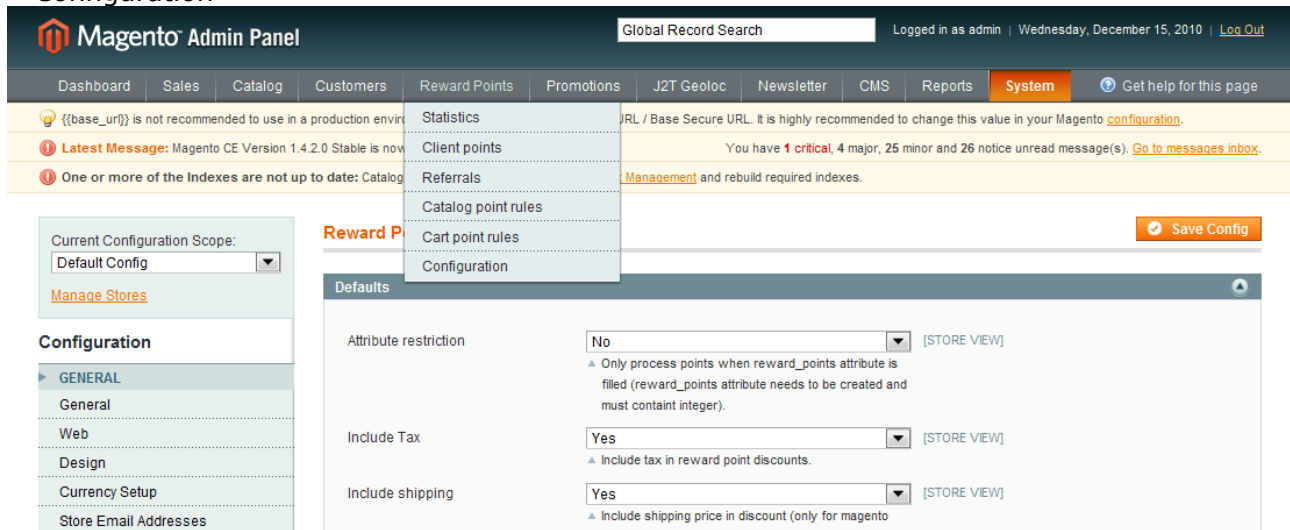 Configuration
Magento Admin Panel
Global Record Search
Logged in as admin | Wednesday, December 15, 2010 | Log Out
Dashboard Sales Catalog Customers Reward Points Promotions J2T Geoloc Newsletter CMS Reports System Get help for this page
{{base_url}} is not recommended to use in a production URL / Base Secure URL. It is highly recommended to change this value in your Magento configuration.
Latest Message: Magento CE Version 1.4.2.0 Stable is now You have 1 critical, 4 major, 25 minor and 26 notice unread message(s). Go to messages inbox.
One or more of the Indexes are not up to date: Catalog Management and rebuild required indexes.
Statistics
Client points
Referrals
Catalog point rules
Cart point rules
Configuration
Current Configuration Scope:
Default Config
Manage Stores
Configuration
GENERAL
General
Web
Design
Currency Setup
Store Email Addresses
Reward
Save Config
Defaults
Attribute restriction No [STORE VIEW]
Only process points when reward_points attribute is
filled (reward_points attribute needs to be created and
must containt integer).
Include Tax Yes [STORE VIEW]
Include tax in reward point discounts.
Include shipping Yes [STORE VIEW]
Include shipping price in discount (only for magento